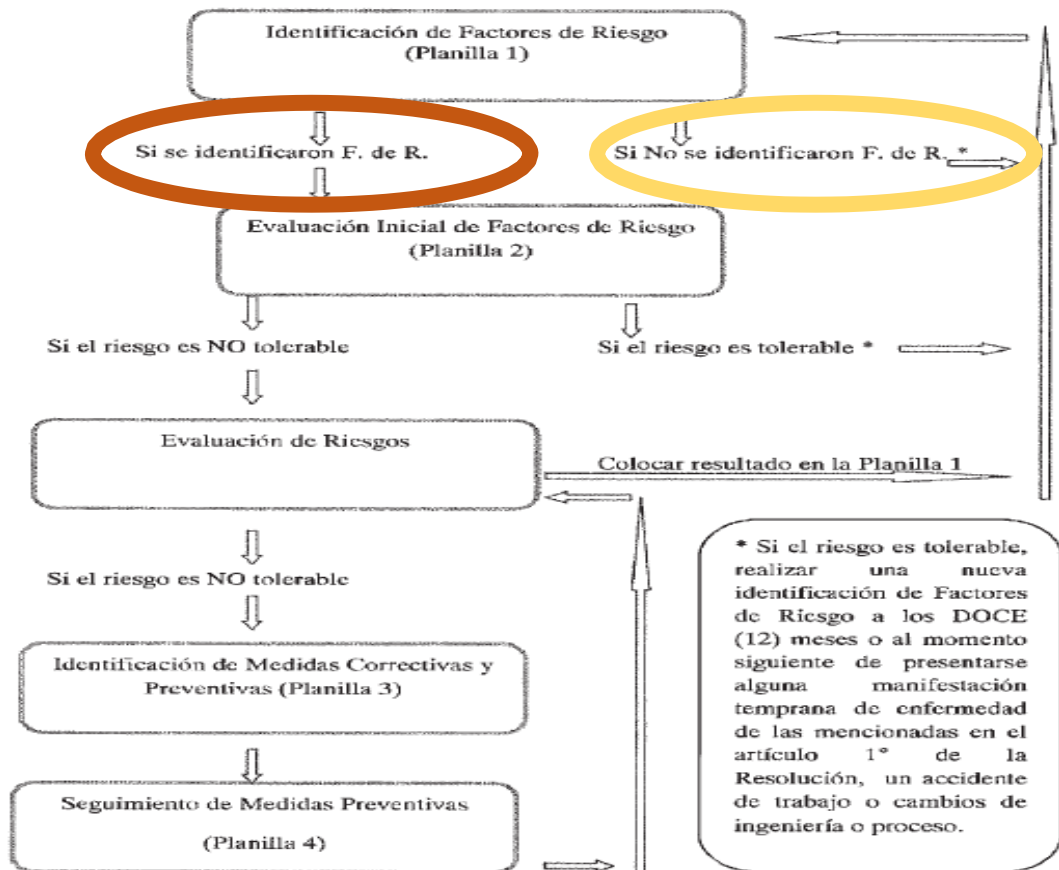 Identificación de Factores de Riesgo
(Planilla 1)
Si se identificaron F. de R.
Si No se identificaron F. de R. *
Evaluación Inicial de Factores de Riesgo
(Planilla 2)
Si el riesgo es NO tolerable
Si el riesgo es tolerable *
Evaluación de Riesgos
Colocar resultado en la Planilla 1
Si el riesgo es NO tolerable
Identificación de Medidas Correctivas y
Preventivas (Planilla 3)
Seguimiento de Medidas Preventivas
(Planilla 4)
* Si el riesgo es tolerable,
realizar una nueva
identificación de Factores
de Riesgo a los DOCE
(12) meses o al momento
siguiente de presentarse
alguna manifestación
temprana de enfermedad
de las mencionadas en el
artículo 1° de la
Resolución, un accidente
de trabajo o cambios de
ingeniería o proceso.